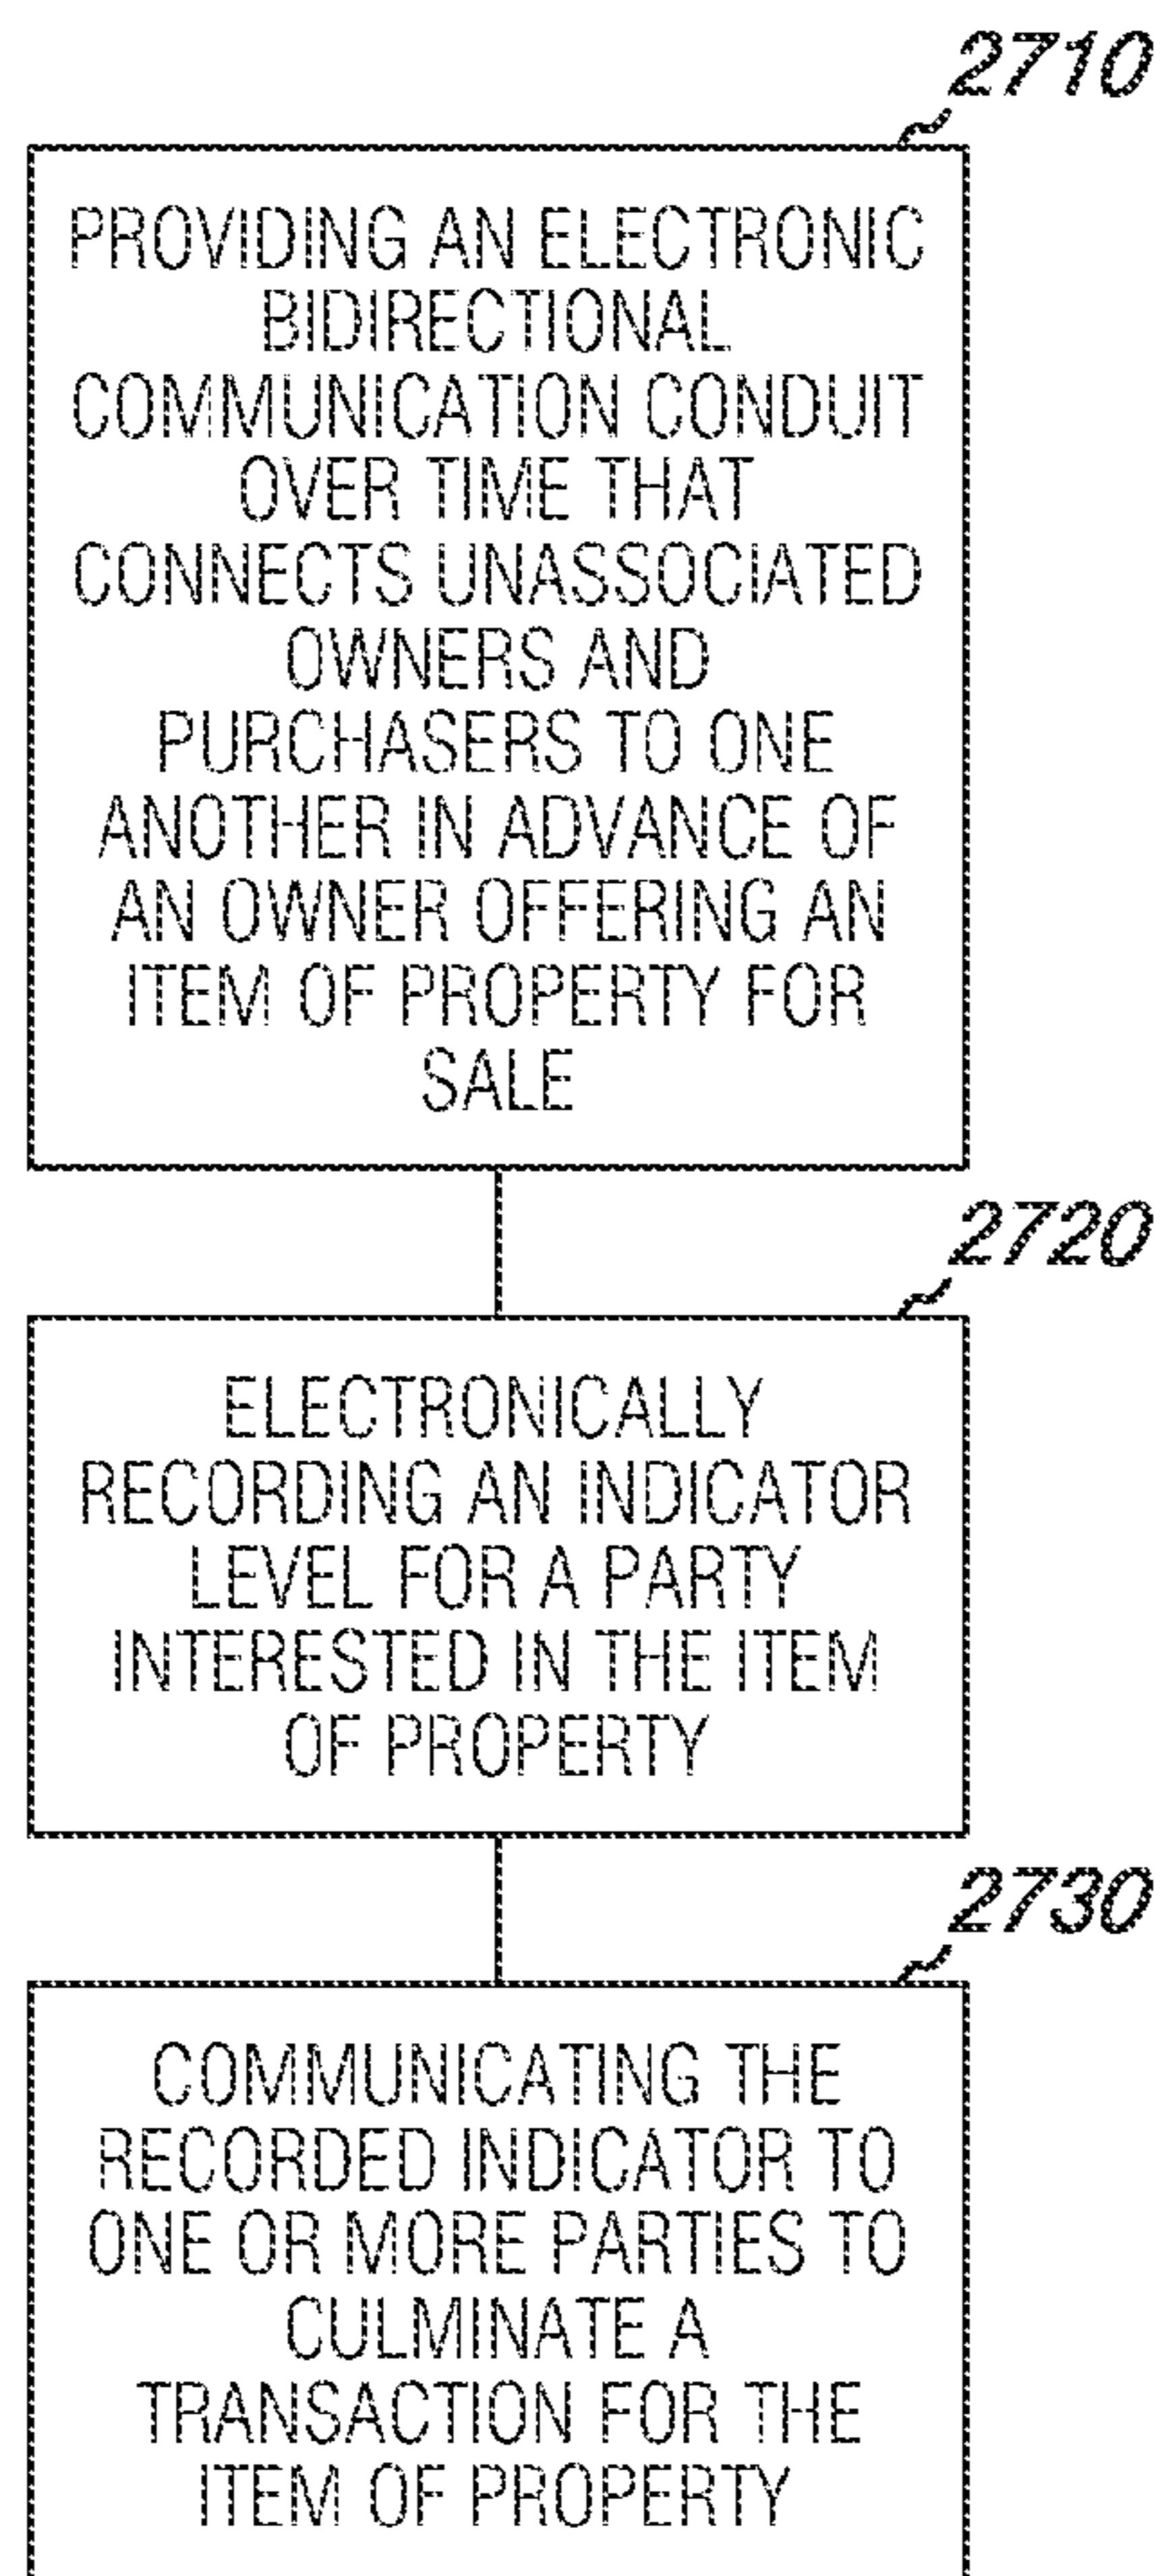 2710
PROVIDING AN ELECTRONIC
BIDIRECTIONAL
COMMUNICATION CONDUIT
OVER TIME THAT
CONNECTS UNASSOCIATED
OWNERS AND
PURCHASERS TO ONE
ANOTHER IN ADVANCE OF
AN OWNER OFFERING AN
ITEM OF PROPERTY FOR
SALE
2720
ELECTRONICALLY
RECORDING AN INDICATOR
LEVEL FOR A PARTY
INTERESTED IN THE ITEM
OF PROPERTY
2730
COMMUNICATING THE
RECORDED INDICATOR TO
ONE OR MORE PARTIES TO
CULMINATE A
TRANSACTION FOR THE
ITEM OF PROPERTY